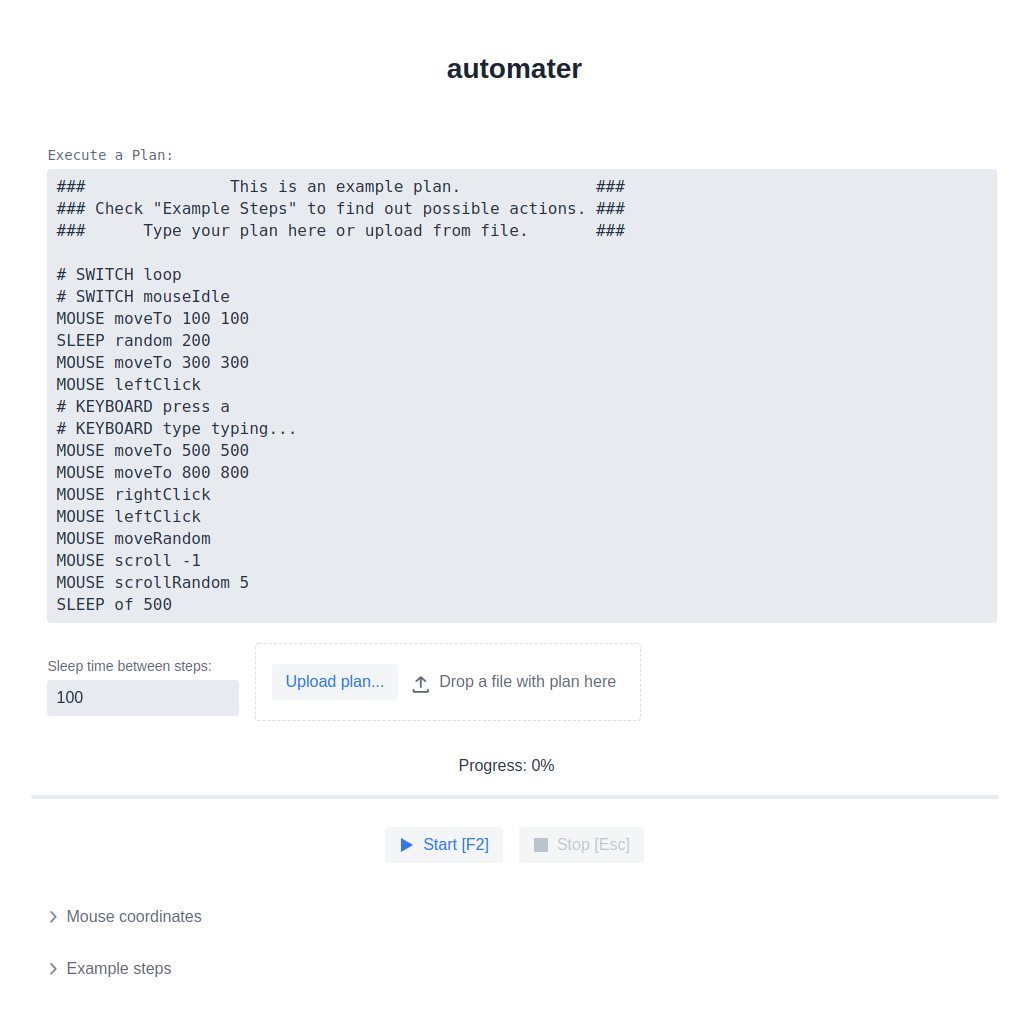 automater
Execute a Plan:
###               This is an example plan.              ###
### Check "Example Steps" to find out possible actions. ###
###      Type your plan here or upload from file.       ###
# SWITCH loop
# SWITCH mouseIdle
MOUSE moveTo 100 100
SLEEP random 200
MOUSE moveTo 300 300
MOUSE leftClick
# KEYBOARD press a
# KEYBOARD type typing...
MOUSE moveTo 500 500
MOUSE moveTo 800 800
MOUSE rightClick
MOUSE leftClick
MOUSE moveRandom
MOUSE scroll -1
MOUSE scrollRandom 5
SLEEP of 500
Sleep time between steps:
100
Upload plan... Drop a file with plan here
Progress: 0%
Start [F2] Stop [Esc]
Mouse coordinates
Example steps